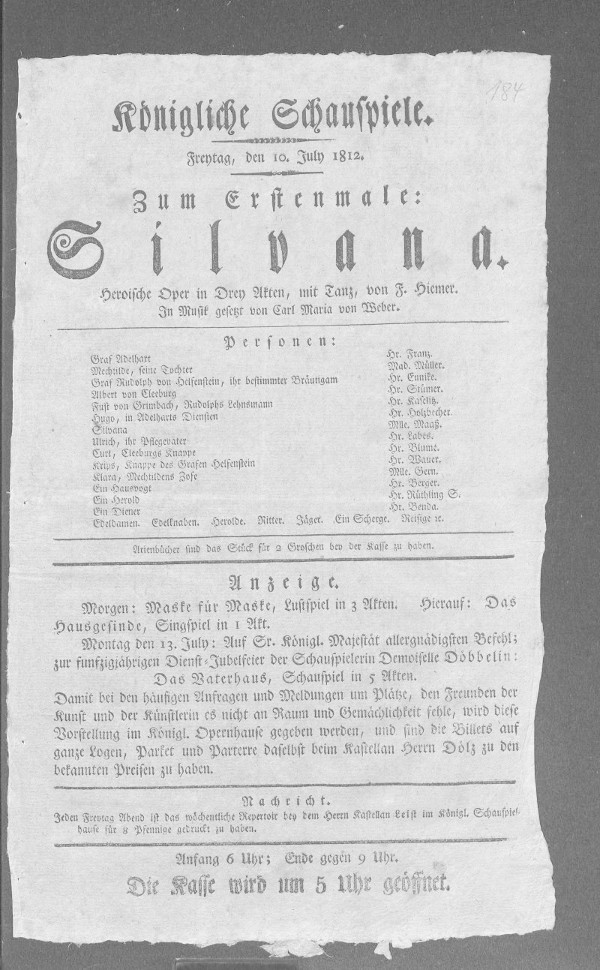 184
Königliche Schauspiele.
Freytag, den 10. July 1812.
Zum Erstenmale:
Silvana.
Heroische Oper in Drey Akten, mit Tanz, von F. Hiemer.
In Musik gesetzt von Carl Maria von Weber.
Personen:
Graf Adelhart Hr. Franz.
Mechtilde, seine Tochter Mad. Müller.
Graf Rudolph von Helfenstein, ihr bestimmter Bräutigam Hr. Eunike.
Albert von Cleeburg Hr. Stümer.
Fust von Grimbach, Rudolphs Lehnsmann Hr. Kaselitz.
Hugo, in Adelharts Diensten Hr. Holzbecher.
Silvana Mlle. Maaß.
Ulrich, ihr Pflegevater Hr. Labes.
Curt, Cleeburgs Knappe Hr. Blume.
Krips, Knappe des Grafen Helfenstein Hr. Wauer.
Klara, Mechtildens Zofe Mlle. Gern.
Ein Hausvogt Hr. Berger.
Ein Herold Hr. Rüthling S.
Ein Diener Hr. Benda.
Edeldamen. Edelknaben. Herolde. Ritter. Jäger. Ein Scherge. Reisige ꝛc.
Arienbücher sind das Stück für 2 Groschen bey der Kasse zu haben.
Anzeige.
Morgen: Maske für Maske, Lustspiel in 3 Akten. Hierauf: Das
Hausgesinde, Singspiel in 1 Akt.
Montag den 13. July: Auf Sr. Königl. Majestät allergnädigsten Befehl;
zur funfzigjährigen Dienst-Jubelfeier der Schauspielerin Demoiselle Döbbelin:
Das Vaterhaus, Schauspiel in 5 Akten.
Damit bei den häufigen Anfragen und Meldungen um Plätze, den Freunden der
Kunst und der Künstlerin es nicht an Raum und Gemächlichkeit fehle, wird diese
Vorstellung im Königl. Opernhause gegeben werden, und sind die Billets auf
ganze Logen, Parket und Parterre daselbst beim Kastellan Herrn Dölz zu den
bekannten Preisen zu haben.
Nachricht.
Jeden Freytag Abend ist das wöchentliche Repertoir bey dem Herrn Kastellan Leist im Königl. Schauspiel-
hause für 8 Pfennige gedruckt zu haben.
Anfang 6 Uhr; Ende gegen 9 Uhr.
Die Kasse wird um 5 Uhr geöffnet.